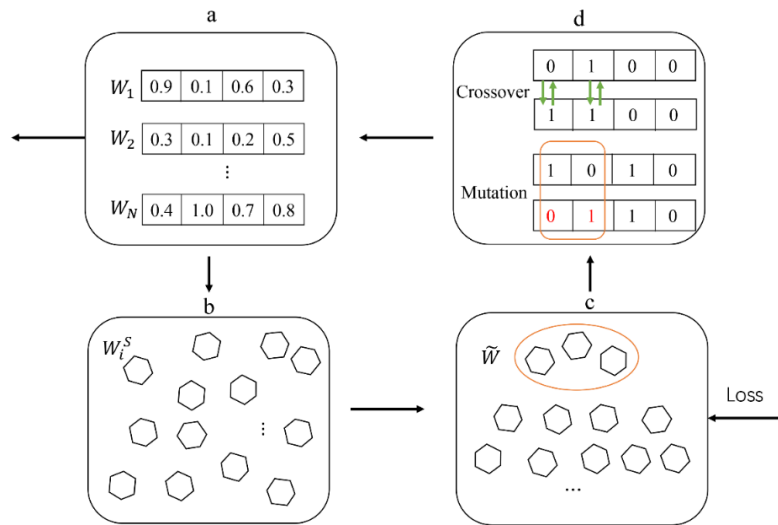 a
W₁ 0.9 0.1 0.6 0.3
W₂ 0.3 0.1 0.2 0.5
⋮
W_N 0.4 1.0 0.7 0.8
d
0 1 0 0
Crossover
1 1 0 0
1 0 1 0
Mutation
0 1 1 0
b
W_i^S
⋮
c
W̃
Loss
...